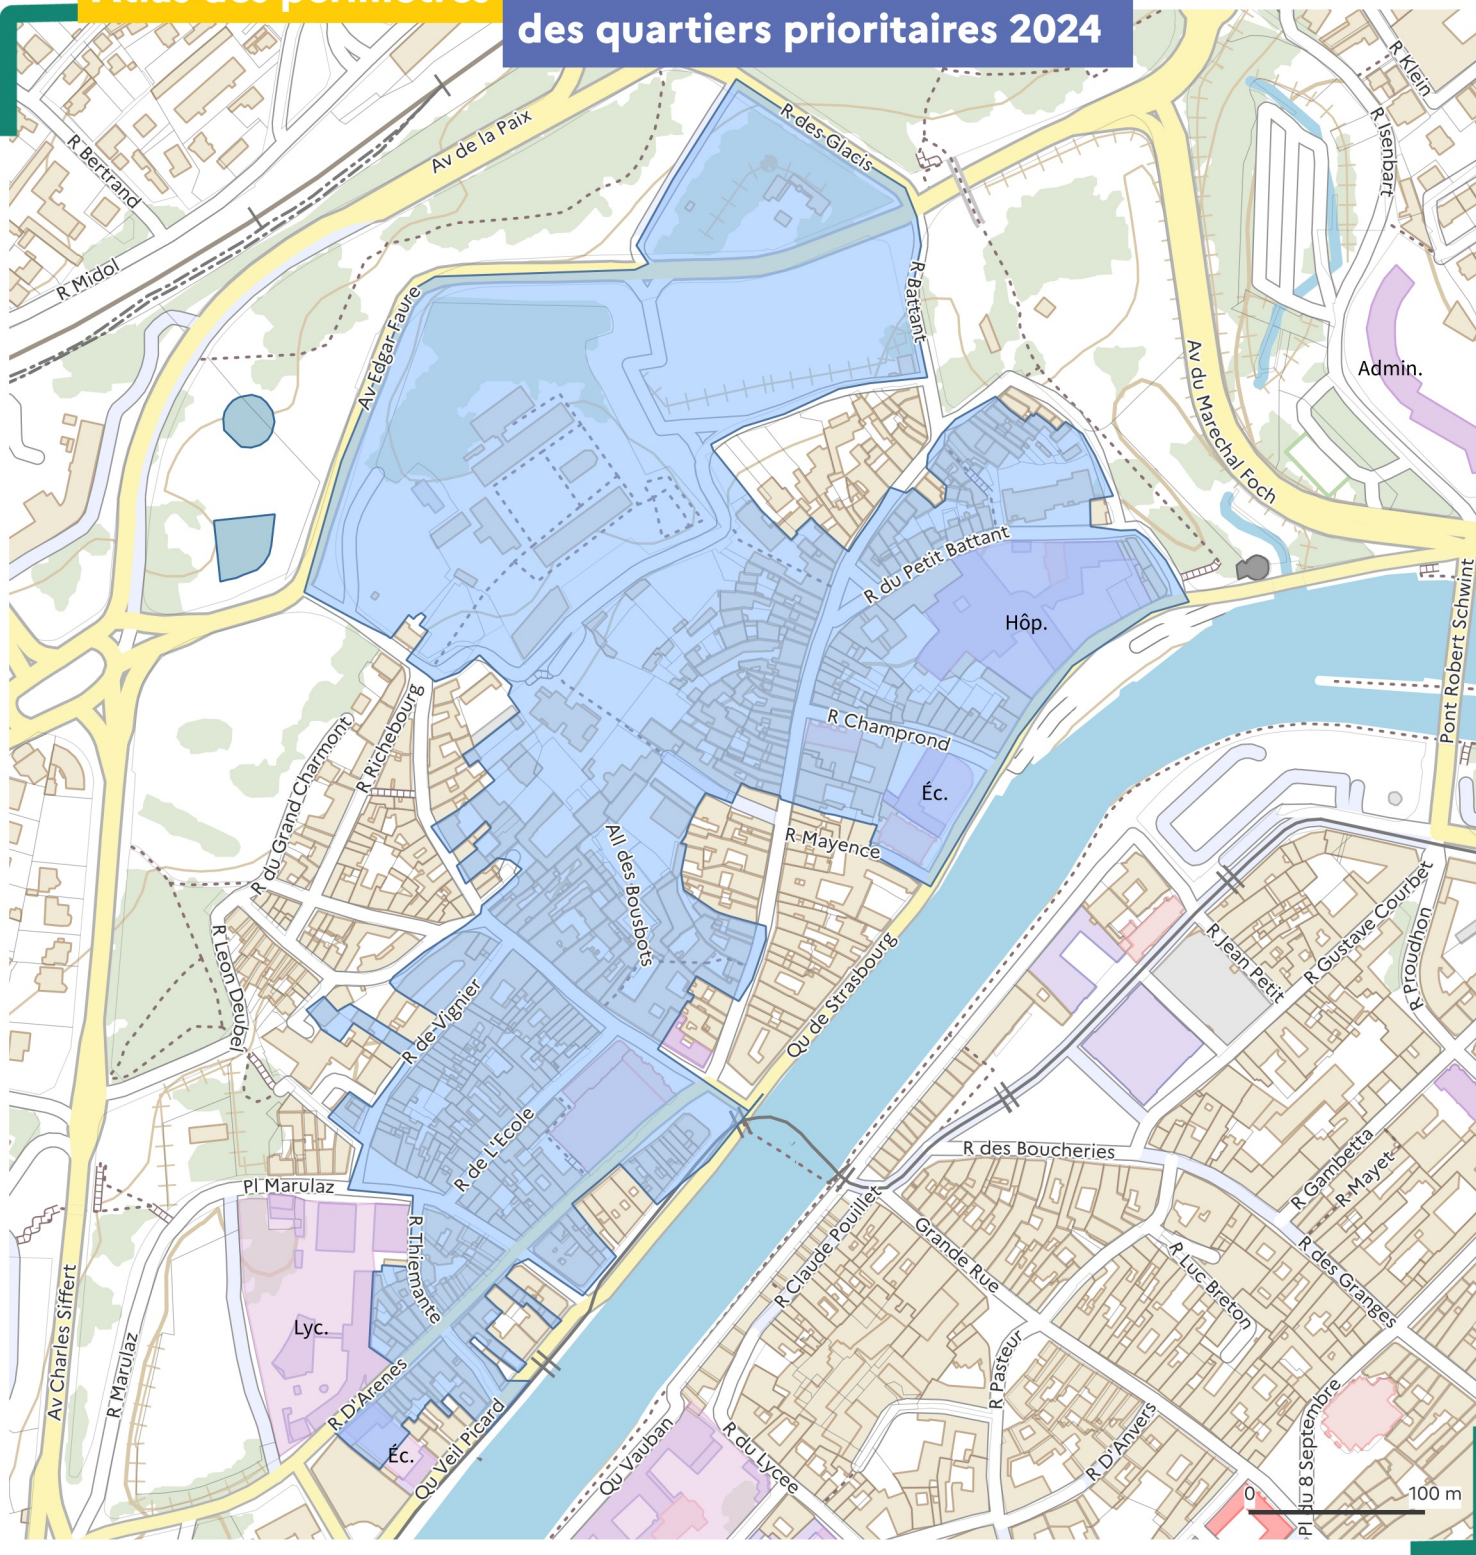 Atlas des périmètres
des quartiers prioritaires 2024
R Klein
R Isenbart
R des Glacis
Av de la Paix
R Bertrand
R Midol
R Battant
Av Edgar Faure
Av du Marechal Foch
Admin.
R du Petit Battant
Hôp.
Pont Robert Schwint
R Champrond
R Richebourg
R du Grand Charmont
Éc.
R Mayence
All des Bousbots
R Gustave Courbet
R Proudhon
R Jean Petit
R Leon Deubel
Qu de Strasbourg
R de Vignier
R de L'Ecole
R des Boucheries
R Gambetta
R Mayet
Pl Marulaz
R Claude Pouillet
Grande Rue
R Luc Breton
R des Granges
R Thiemante
Lyc.
Av Charles Siffert
R Marulaz
R Pasteur
R D'Arenes
R D'Anvers
Pl du 8 Septembre
Éc.
Qu Veil Picard
Qu Vauban
R du Lycee
0 100 m